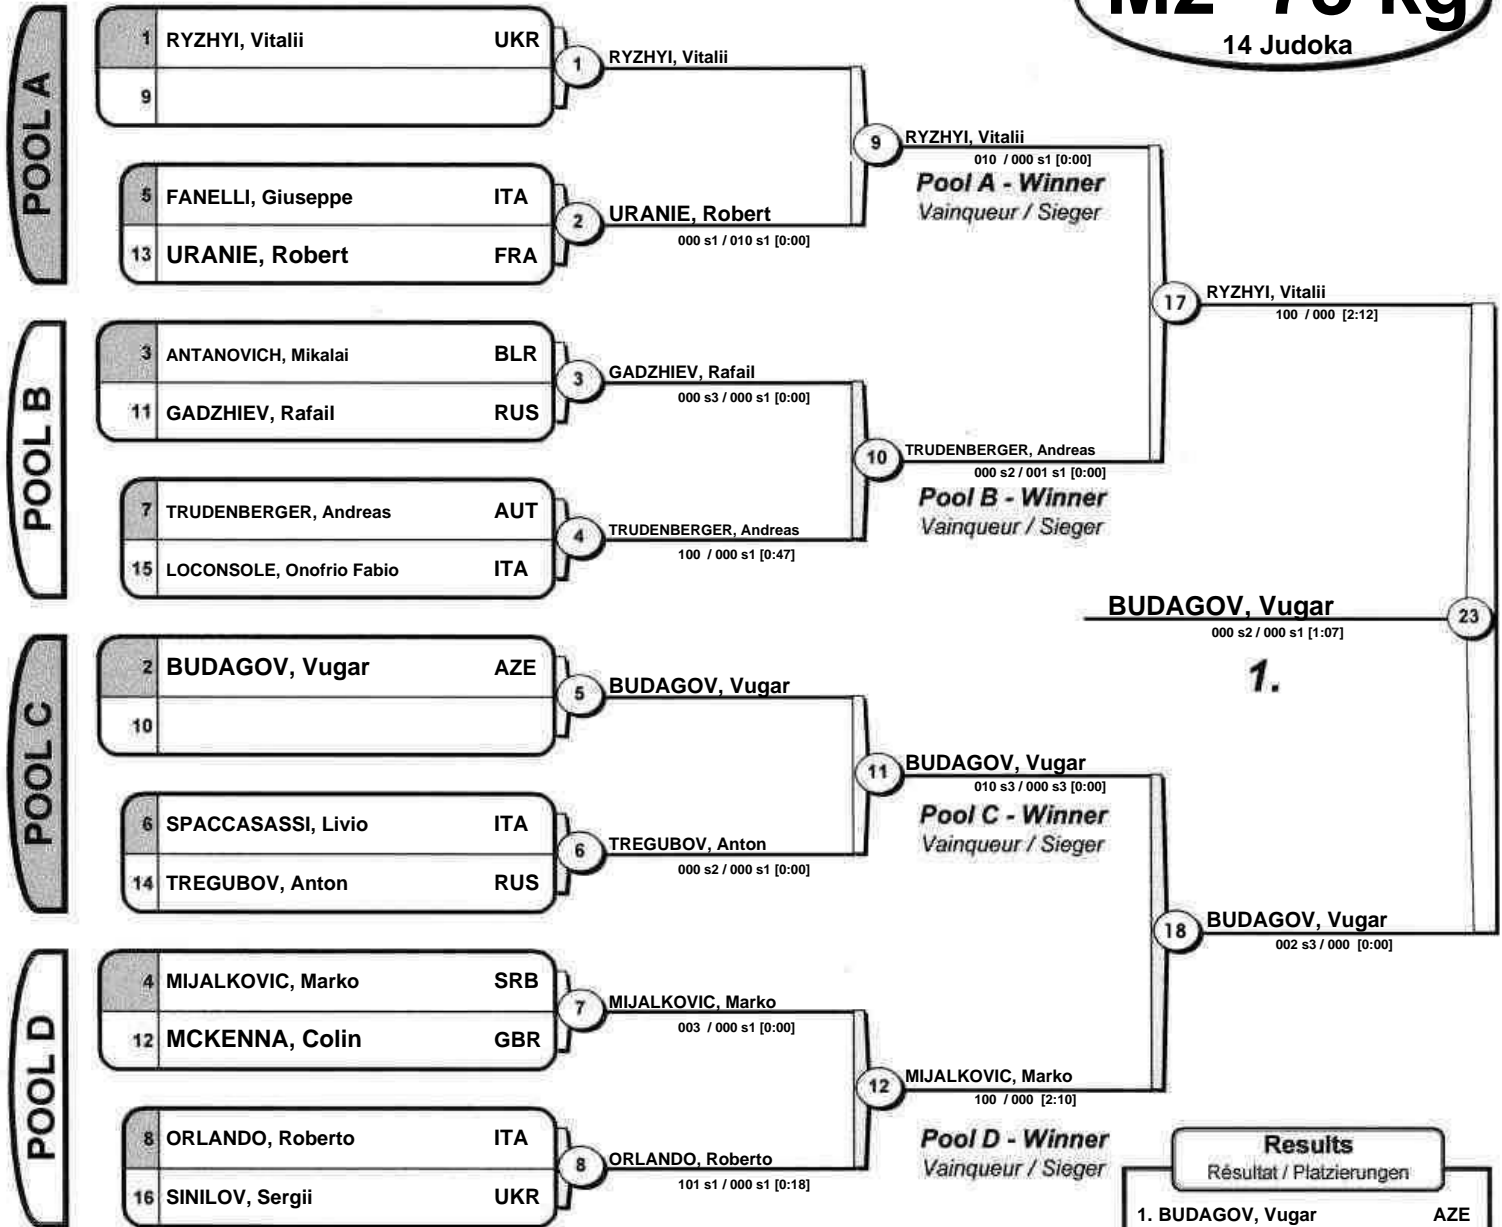 M2 -73 kg
14 Judoka
POOL A
1 RYZHYI, Vitalii UKR
9
1 RYZHYI, Vitalii
5 FANELLI, Giuseppe ITA
13 URANIE, Robert FRA
2 URANIE, Robert
000 s1 / 010 s1 [0:00]
9 RYZHYI, Vitalii
010 / 000 s1 [0:00]
Pool A - Winner
Vainqueur / Sieger
POOL B
3 ANTANOVICH, Mikalai BLR
11 GADZHIEV, Rafail RUS
3 GADZHIEV, Rafail
000 s3 / 000 s1 [0:00]
7 TRUDENBERGER, Andreas AUT
15 LOCONSOLE, Onofrio Fabio ITA
4 TRUDENBERGER, Andreas
100 / 000 s1 [0:47]
10 TRUDENBERGER, Andreas
000 s2 / 001 s1 [0:00]
Pool B - Winner
Vainqueur / Sieger
17 RYZHYI, Vitalii
100 / 000 [2:12]
BUDAGOV, Vugar 23
000 s2 / 000 s1 [1:07]
1.
POOL C
2 BUDAGOV, Vugar AZE
10
5 BUDAGOV, Vugar
6 SPACCASASSI, Livio ITA
14 TREGUBOV, Anton RUS
6 TREGUBOV, Anton
000 s2 / 000 s1 [0:00]
11 BUDAGOV, Vugar
010 s3 / 000 s3 [0:00]
Pool C - Winner
Vainqueur / Sieger
18 BUDAGOV, Vugar
002 s3 / 000 [0:00]
POOL D
4 MIJALKOVIC, Marko SRB
12 MCKENNA, Colin GBR
7 MIJALKOVIC, Marko
003 / 000 s1 [0:00]
8 ORLANDO, Roberto ITA
16 SINILOV, Sergii UKR
8 ORLANDO, Roberto
101 s1 / 000 s1 [0:18]
12 MIJALKOVIC, Marko
100 / 000 [2:10]
Pool D - Winner
Vainqueur / Sieger
Results
Résultat / Platzierungen
1. BUDAGOV, Vugar AZE